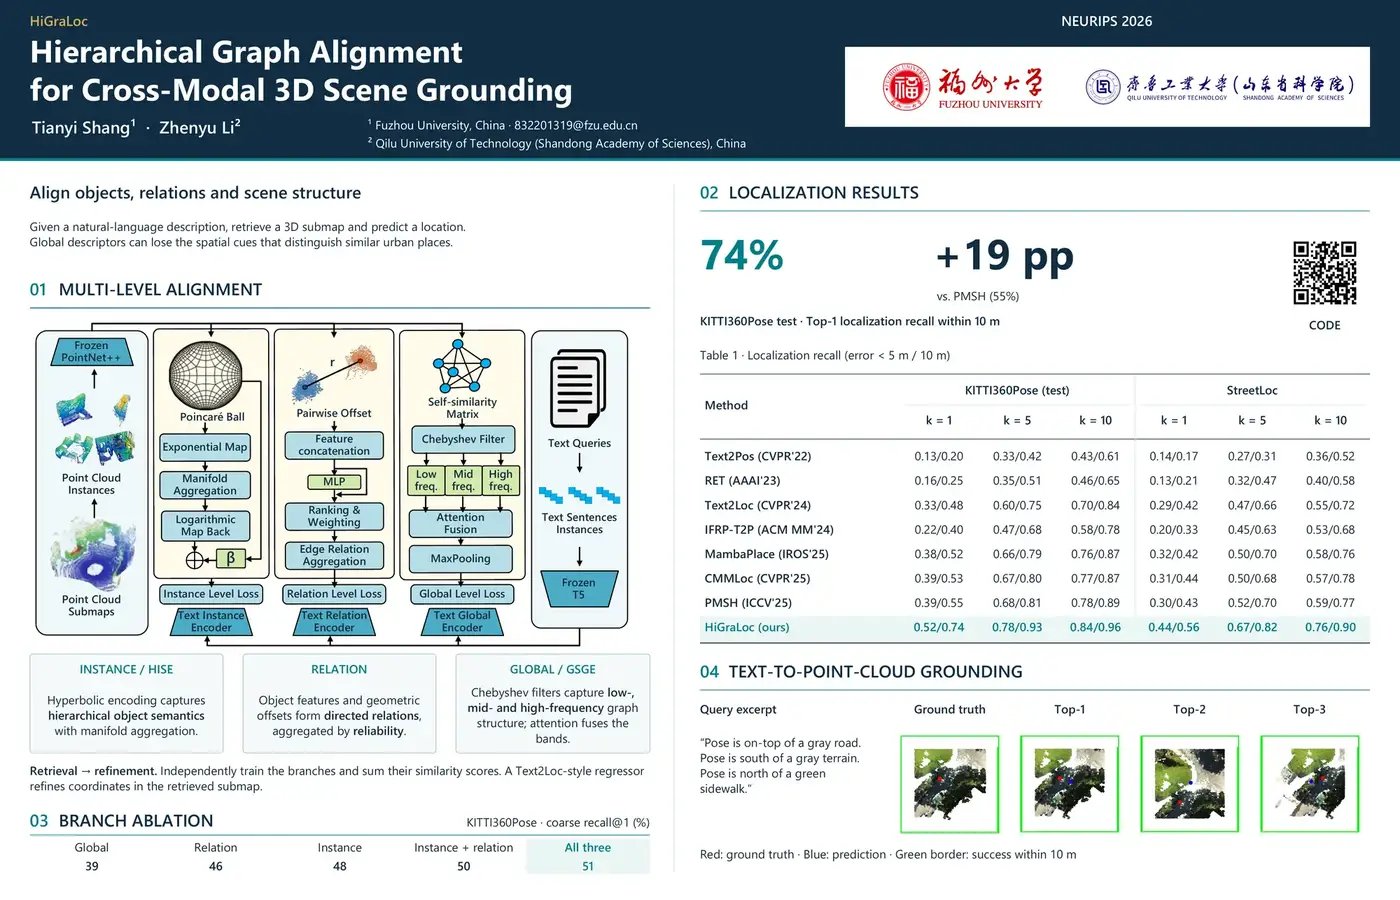 HiGraLoc
NEURIPS 2026
Hierarchical Graph Alignment
for Cross-Modal 3D Scene Grounding
Tianyi Shang¹ · Zhenyu Li²
¹ Fuzhou University, China · 832201319@fzu.edu.cn
² Qilu University of Technology (Shandong Academy of Sciences), China
福州大学
FUZHOU UNIVERSITY
齐鲁工业大学(山东省科学院)
QILU UNIVERSITY OF TECHNOLOGY SHANDONG ACADEMY OF SCIENCES
Align objects, relations and scene structure
Given a natural-language description, retrieve a 3D submap and predict a location.
Global descriptors can lose the spatial cues that distinguish similar urban places.
01 MULTI-LEVEL ALIGNMENT
Frozen
PointNet++
Point Cloud
Instances
Point Cloud
Submaps
Poincaré Ball
Exponential Map
Manifold
Aggregation
Logarithmic
Map Back
β
Instance Level Loss
Text Instance
Encoder
r
Pairwise Offset
Feature
concatenation
MLP
Ranking &
Weighting
Edge Relation
Aggregation
Relation Level Loss
Text Relation
Encoder
Self-similarity
Matrix
Chebyshev Filter
Low
freq.
Mid
freq.
High
freq.
Attention
Fusion
MaxPooling
Global Level Loss
Text Global
Encoder
Text Queries
Text Sentences
Instances
Frozen
T5
INSTANCE / HISE
Hyperbolic encoding captures
hierarchical object semantics
with manifold aggregation.
RELATION
Object features and geometric
offsets form directed relations,
aggregated by reliability.
GLOBAL / GSGE
Chebyshev filters capture low-,
mid- and high-frequency graph
structure; attention fuses the
bands.
Retrieval → refinement. Independently train the branches and sum their similarity scores. A Text2Loc-style regressor
refines coordinates in the retrieved submap.
03 BRANCH ABLATION
KITTI360Pose · coarse recall@1 (%)
Global Relation Instance Instance + relation All three
39 46 48 50 51
02 LOCALIZATION RESULTS
74%
+19 pp
vs. PMSH (55%)
KITTI360Pose test · Top-1 localization recall within 10 m
CODE
Table 1 · Localization recall (error < 5 m / 10 m)
Method KITTI360Pose (test) StreetLoc
k = 1 k = 5 k = 10 k = 1 k = 5 k = 10
Text2Pos (CVPR'22) 0.13/0.20 0.33/0.42 0.43/0.61 0.14/0.17 0.27/0.31 0.36/0.52
RET (AAAI'23) 0.16/0.25 0.35/0.51 0.46/0.65 0.13/0.21 0.32/0.47 0.40/0.58
Text2Loc (CVPR'24) 0.33/0.48 0.60/0.75 0.70/0.84 0.29/0.42 0.47/0.66 0.55/0.72
IFRP-T2P (ACM MM'24) 0.22/0.40 0.47/0.68 0.58/0.78 0.20/0.33 0.45/0.63 0.53/0.68
MambaPlace (IROS'25) 0.38/0.52 0.66/0.79 0.76/0.87 0.32/0.42 0.50/0.70 0.58/0.76
CMMLoc (CVPR'25) 0.39/0.53 0.67/0.80 0.77/0.87 0.31/0.44 0.50/0.68 0.57/0.78
PMSH (ICCV'25) 0.39/0.55 0.68/0.81 0.78/0.89 0.30/0.43 0.52/0.70 0.59/0.77
HiGraLoc (ours) 0.52/0.74 0.78/0.93 0.84/0.96 0.44/0.56 0.67/0.82 0.76/0.90
04 TEXT-TO-POINT-CLOUD GROUNDING
Query excerpt Ground truth Top-1 Top-2 Top-3
“Pose is on-top of a gray road.
Pose is south of a gray terrain.
Pose is north of a green
sidewalk.”
Red: ground truth · Blue: prediction · Green border: success within 10 m